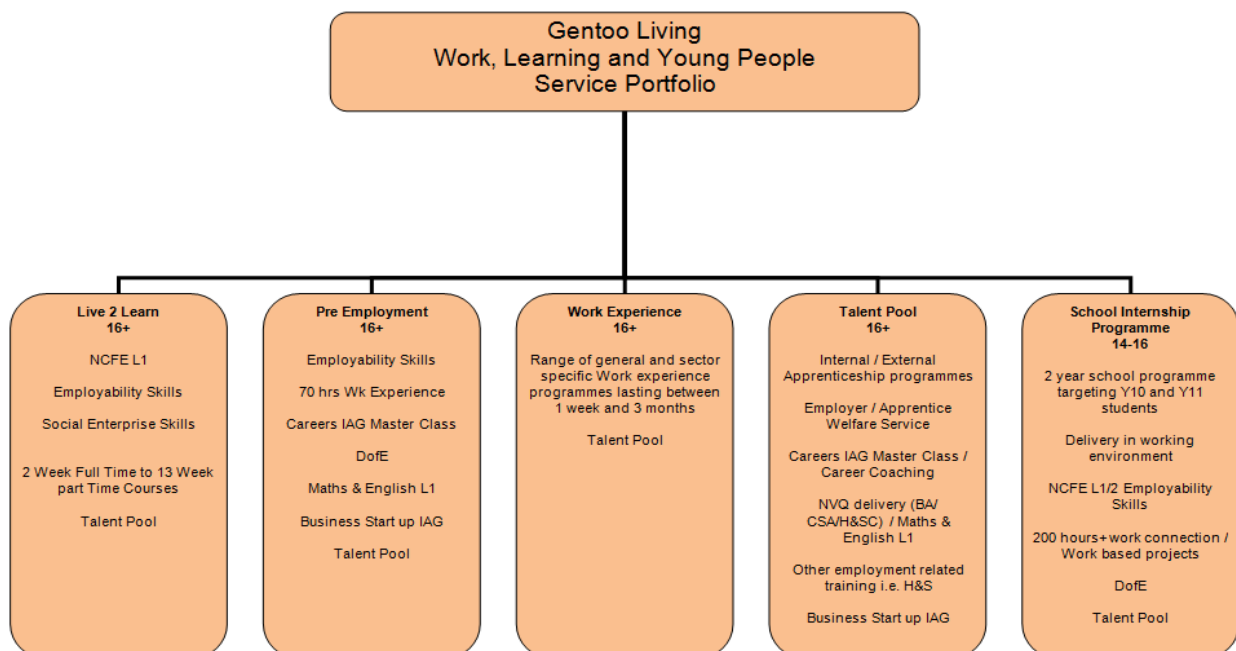 Gentoo Living
Work, Learning and Young People
Service Portfolio
Live 2 Learn
16+
NCFE L1
Employability Skills
Social Enterprise Skills
2 Week Full Time to 13 Week
part Time Courses
Talent Pool
Pre Employment
16+
Employability Skills
70 hrs Wk Experience
Careers IAG Master Class
DofE
Maths & English L1
Business Start up IAG
Talent Pool
Work Experience
16+
Range of general and sector
specific Work experience
programmes lasting between
1 week and 3 months
Talent Pool
Talent Pool
16+
Internal / External
Apprenticeship programmes
Employer / Apprentice
Welfare Service
Careers IAG Master Class /
Career Coaching
NVQ delivery (BA/
CSA/H&SC) / Maths &
English L1
Other employment related
training i.e. H&S
Business Start up IAG
School Internship
Programme
14-16
2 year school programme
targeting Y10 and Y11
students
Delivery in working
environment
NCFE L1/2 Employability
Skills
200 hours+work connection /
Work based projects
DofE
Talent Pool